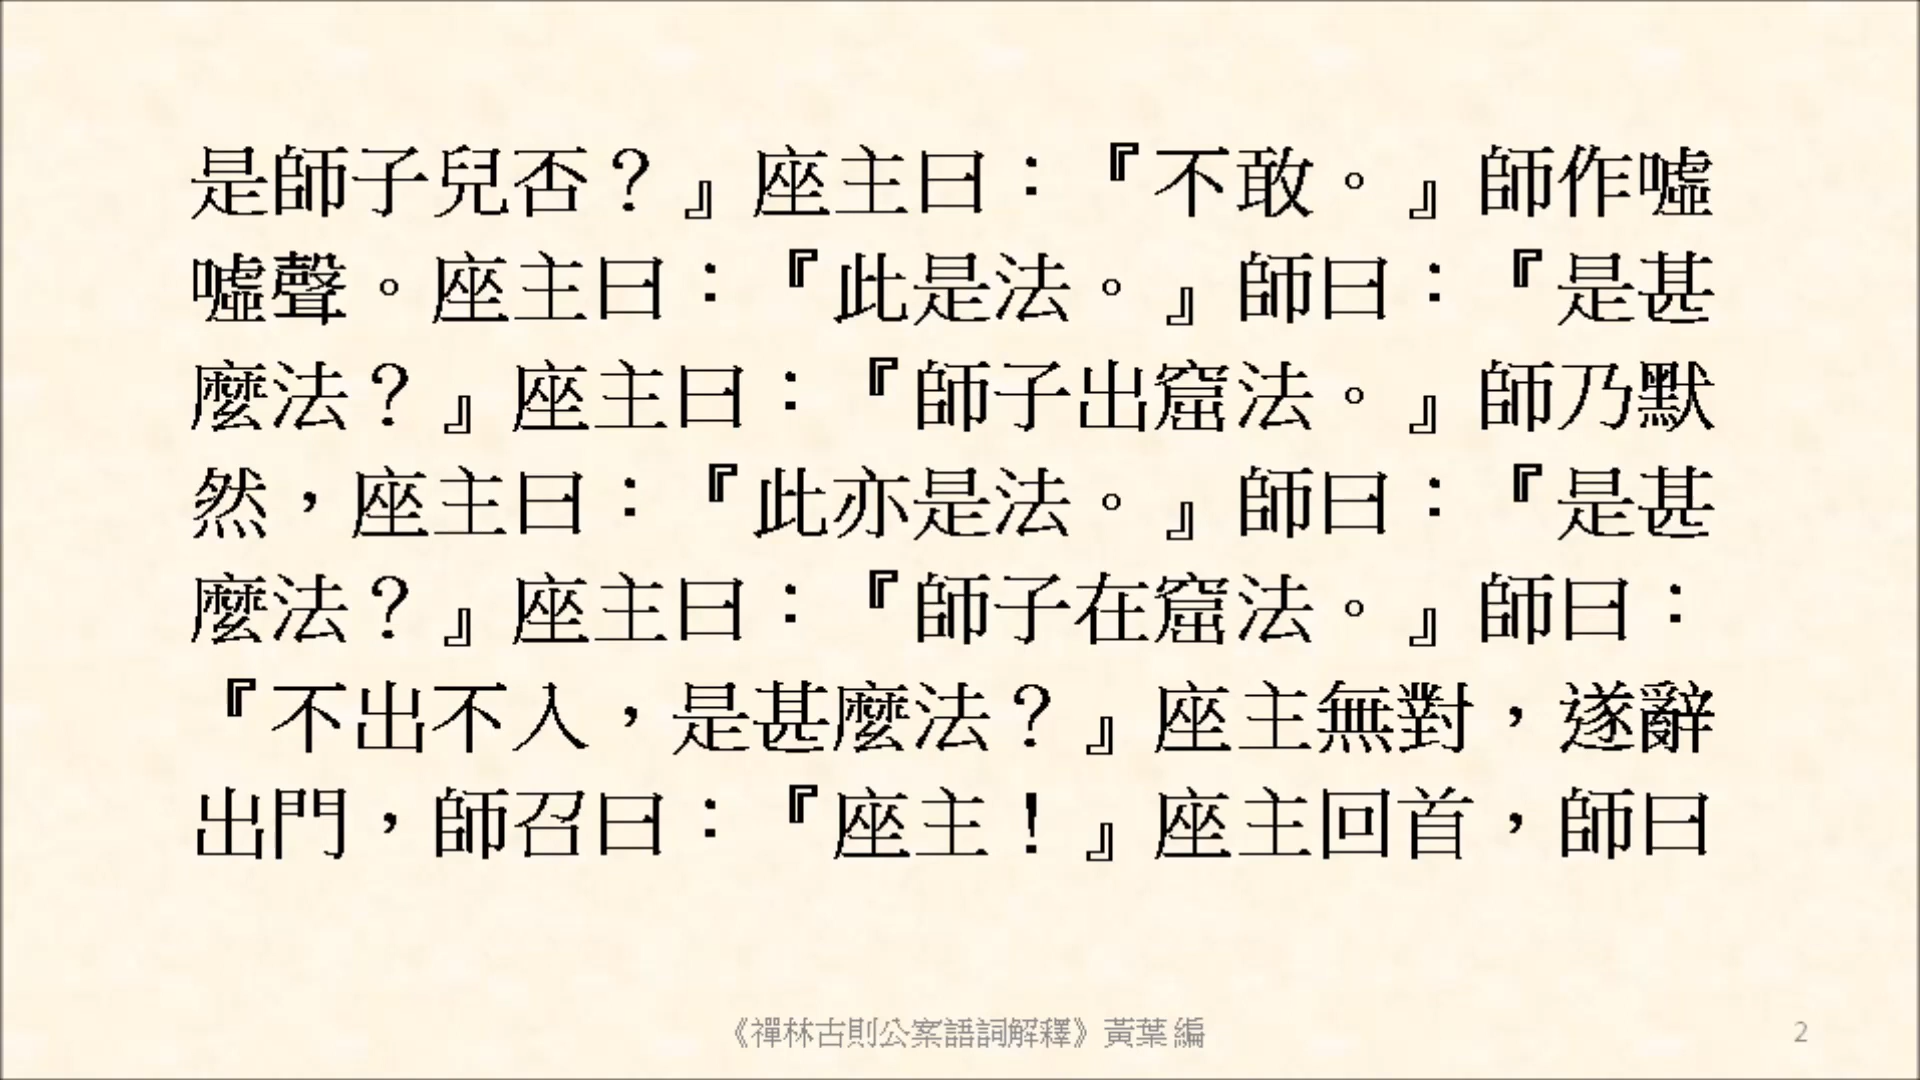 是師子兒否？』座主曰：『不敢。』師作噓
噓聲。座主曰：『此是法。』師曰：『是甚
麼法？』座主曰：『師子出窟法。』師乃默
然，座主曰：『此亦是法。』師曰：『是甚
麼法？』座主曰：『師子在窟法。』師曰：
『不出不入，是甚麼法？』座主無對，遂辭
出門，師召曰：『座主！』座主回首，師曰
《禪林古則公案語詞解釋》黃葉 編
2